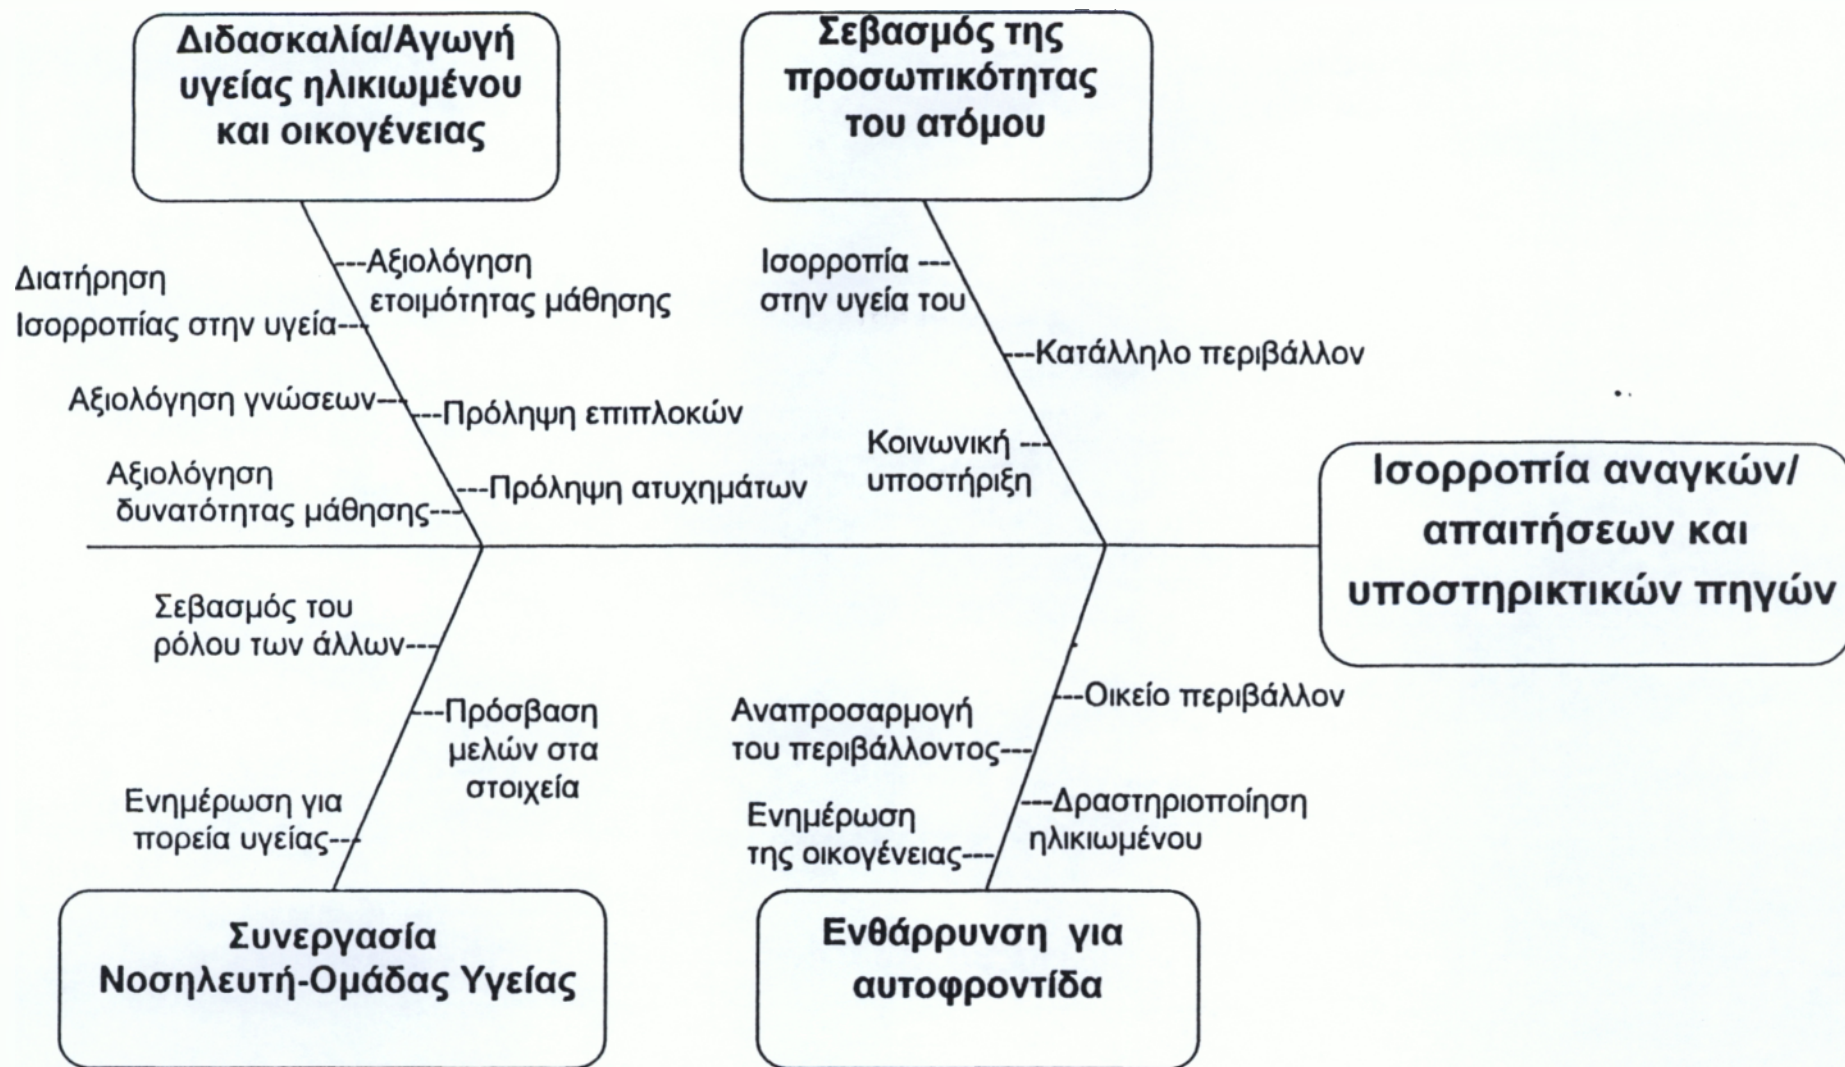 Διδασκαλία/Αγωγή
υγείας ηλικιωμένου
και οικογένειας
Σεβασμός της
προσωπικότητας
του ατόμου
Διατήρηση
Ισορροπίας στην υγεία---
---Αξιολόγηση
ετοιμότητας μάθησης
Αξιολόγηση γνώσεων---
---Πρόληψη επιπλοκών
Αξιολόγηση
δυνατότητας μάθησης---
---Πρόληψη ατυχημάτων
Ισορροπία ---
στην υγεία του
---Κατάλληλο περιβάλλον
Κοινωνική ---
υποστήριξη
Ισορροπία αναγκών/
απαιτήσεων και
υποστηρικτικών πηγών
Σεβασμός του
ρόλου των άλλων---
---Πρόσβαση
μελών στα
στοιχεία
Ενημέρωση για
πορεία υγείας---
---Οικείο περιβάλλον
Αναπροσαρμογή
του περιβάλλοντος---
---Δραστηριοποίηση
ηλικιωμένου
Ενημέρωση
της οικογένειας---
Συνεργασία
Νοσηλευτή-Ομάδας Υγείας
Ενθάρρυνση για
αυτοφροντίδα